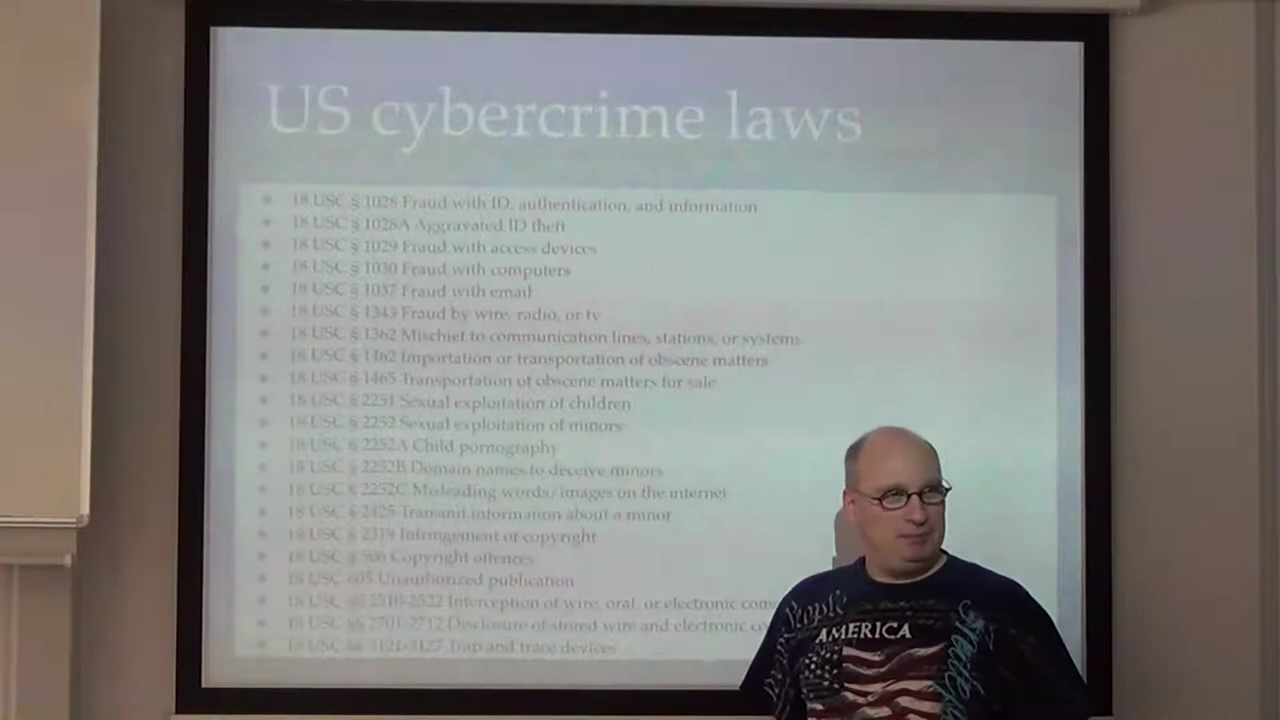 US cybercrime laws
18 USC § 1028 Fraud with ID, authentication, and information
18 USC § 1028A Aggravated ID theft
18 USC § 1029 Fraud with access devices
18 USC § 1030 Fraud with computers
18 USC § 1037 Fraud with email
18 USC § 1343 Fraud by wire, radio, or tv
18 USC § 1362 Mischief to communication lines, stations, or systems
18 USC § 1462 Importation or transportation of obscene matters
18 USC § 1465 Transportation of obscene matters for sale
18 USC § 2251 Sexual exploitation of children
18 USC § 2252 Sexual exploitation of minors
18 USC § 2252A Child pornography
18 USC § 2252B Domain names to deceive minors
18 USC § 2252C Misleading words/images on the internet
18 USC § 2425 Transmit information about a minor
18 USC § 2319 Infringement of copyright
18 USC § 506 Copyright offences
18 USC 605 Unauthorized publication
18 USC §§ 2510-2522 Interception of wire, oral, or electronic com
18 USC §§ 2701-2712 Disclosure of stored wire and electronic co
18 USC §§ 3121-3127 Trap and trace devices
People
AMERICA